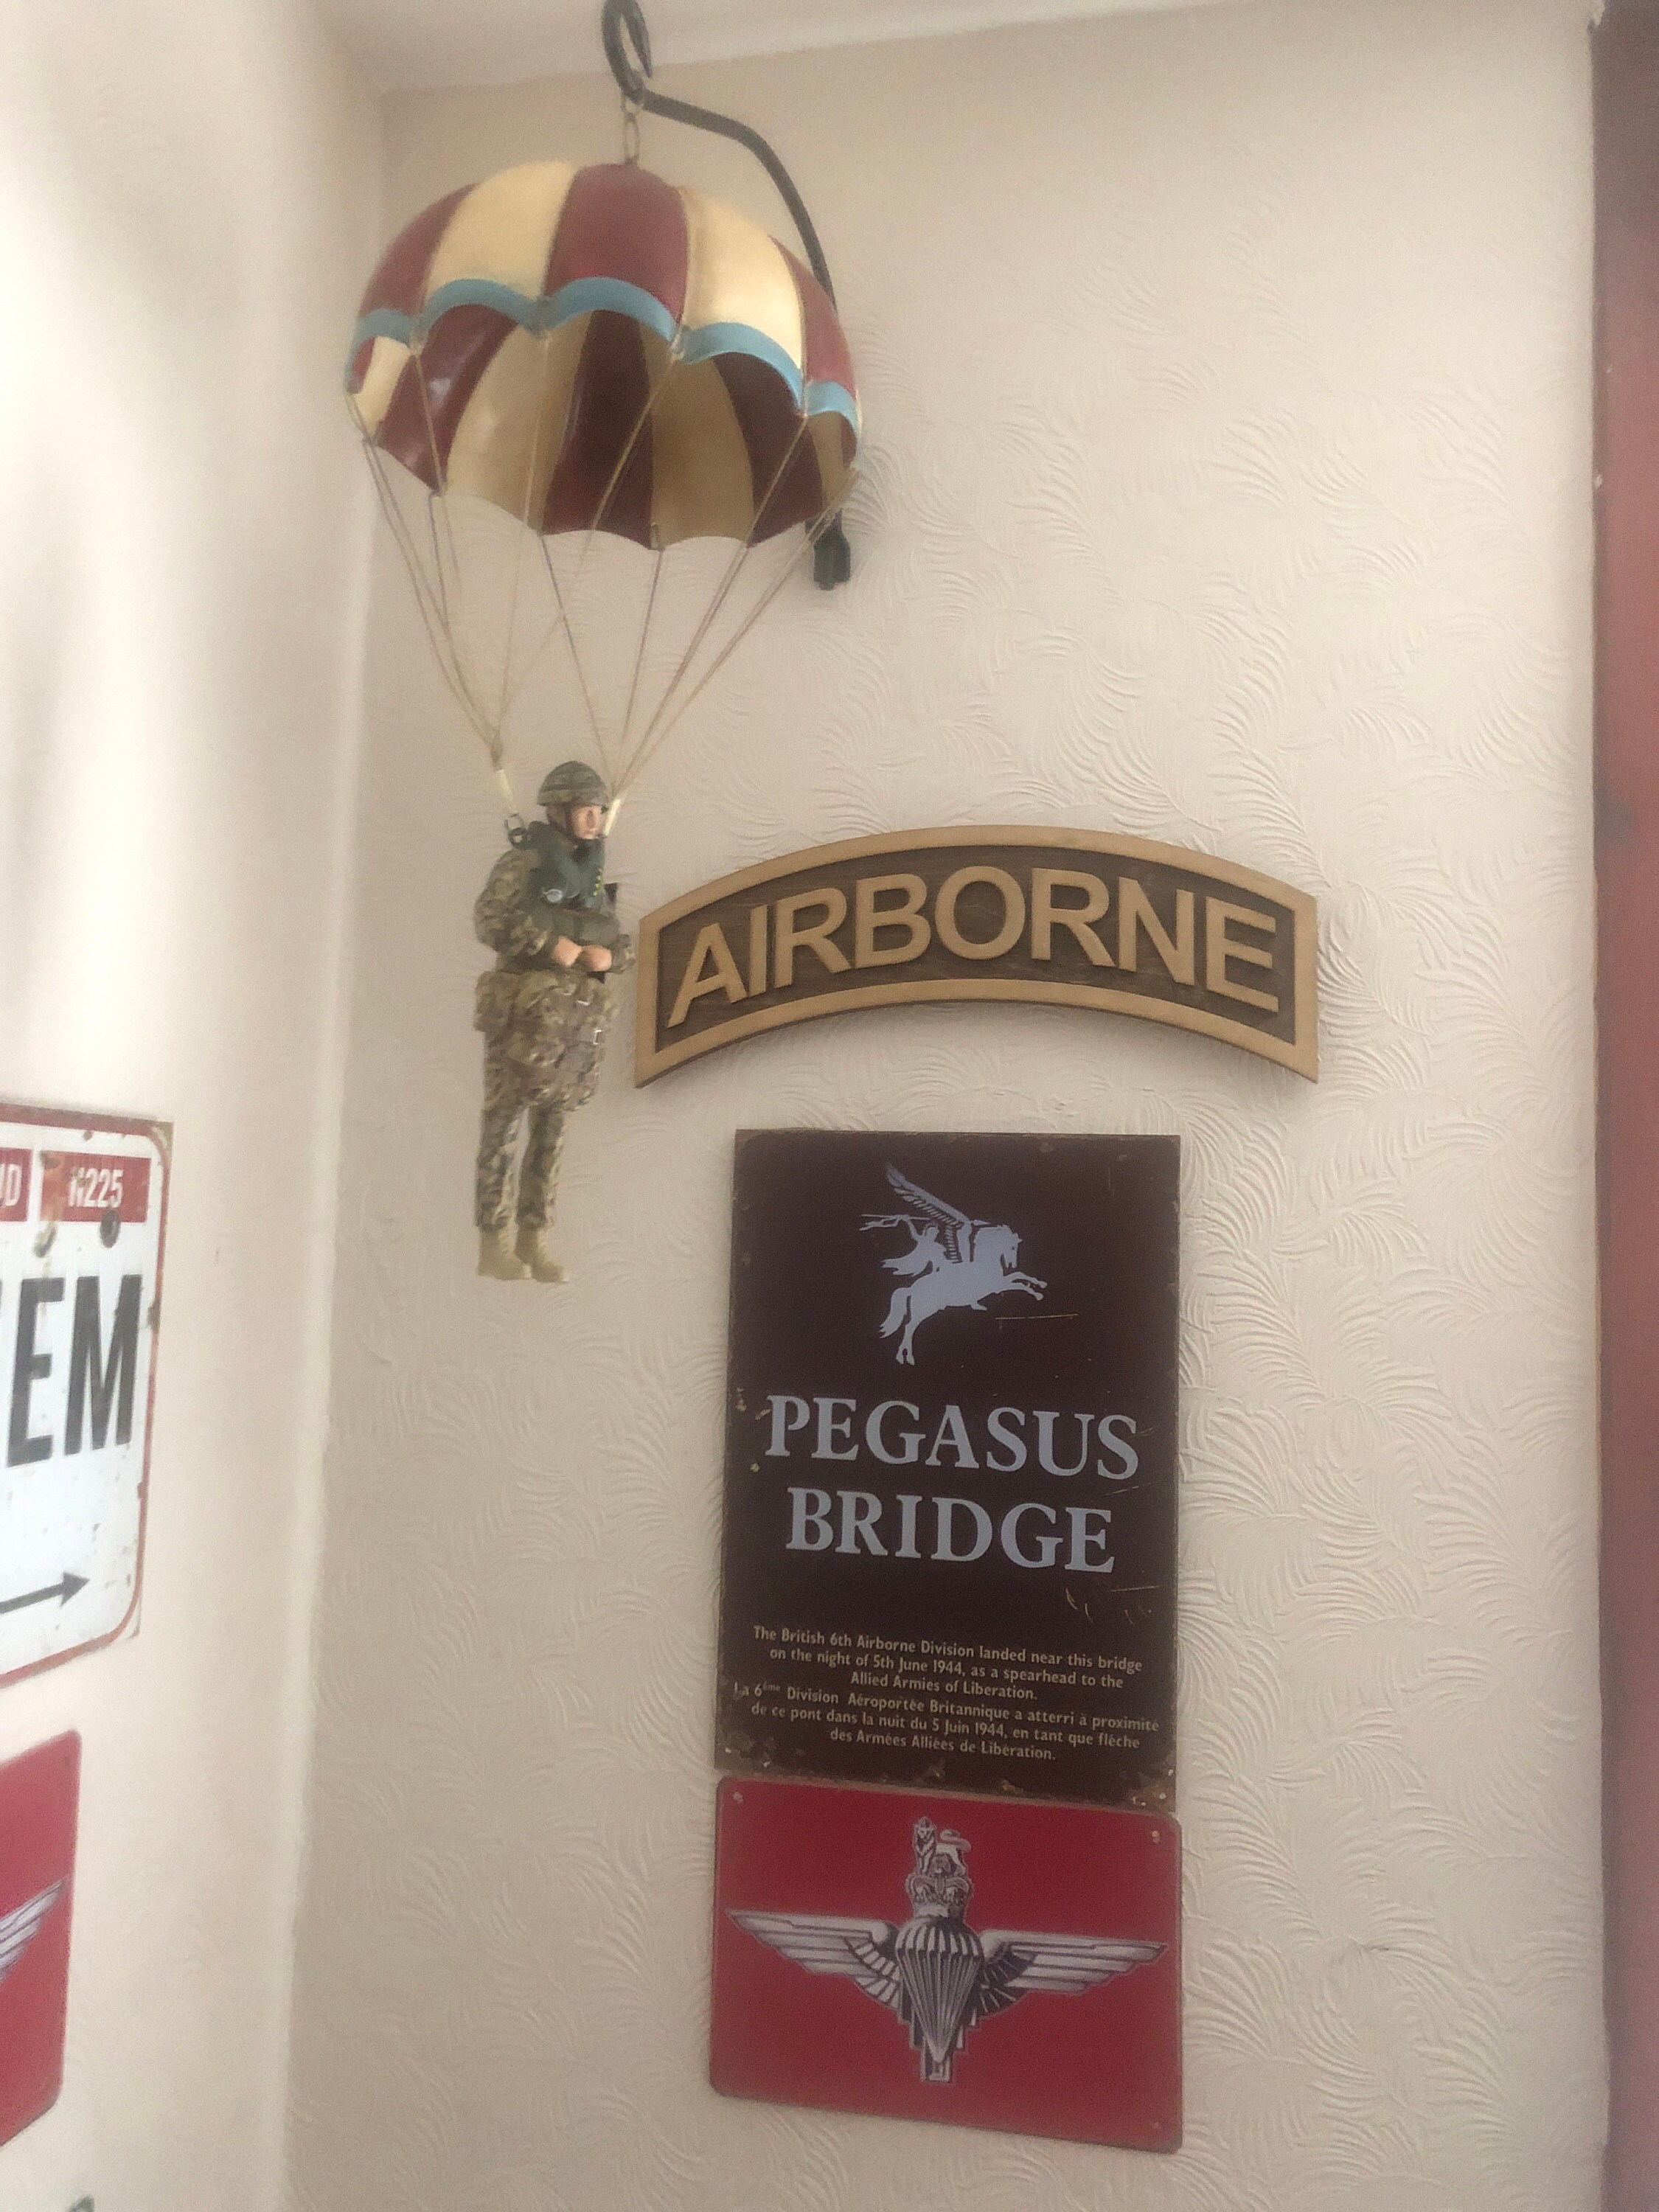 AIRBORNE
N225
EM
PEGASUS
BRIDGE
The British 6th Airborne Division landed near this bridge
on the night of 5th June 1944, as a spearhead to the
Allied Armies of Liberation.
La 6ème Division Aéroportée Britannique a atterri à proximité
de ce pont dans la nuit du 5 Juin 1944, en tant que flêche
des Armées Alliées de Libération.